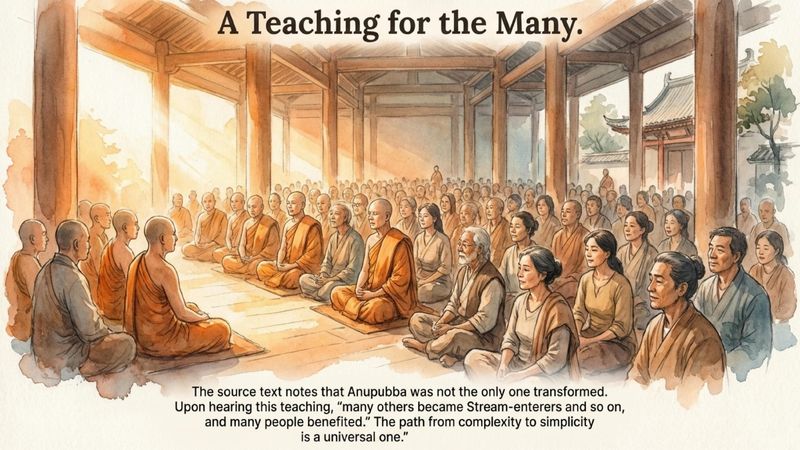 A Teaching for the Many.
The source text notes that Anupubba was not the only one transformed.
Upon hearing this teaching, “many others became Stream-enterers and so on,
and many people benefited.” The path from complexity to simplicity
is a universal one.”